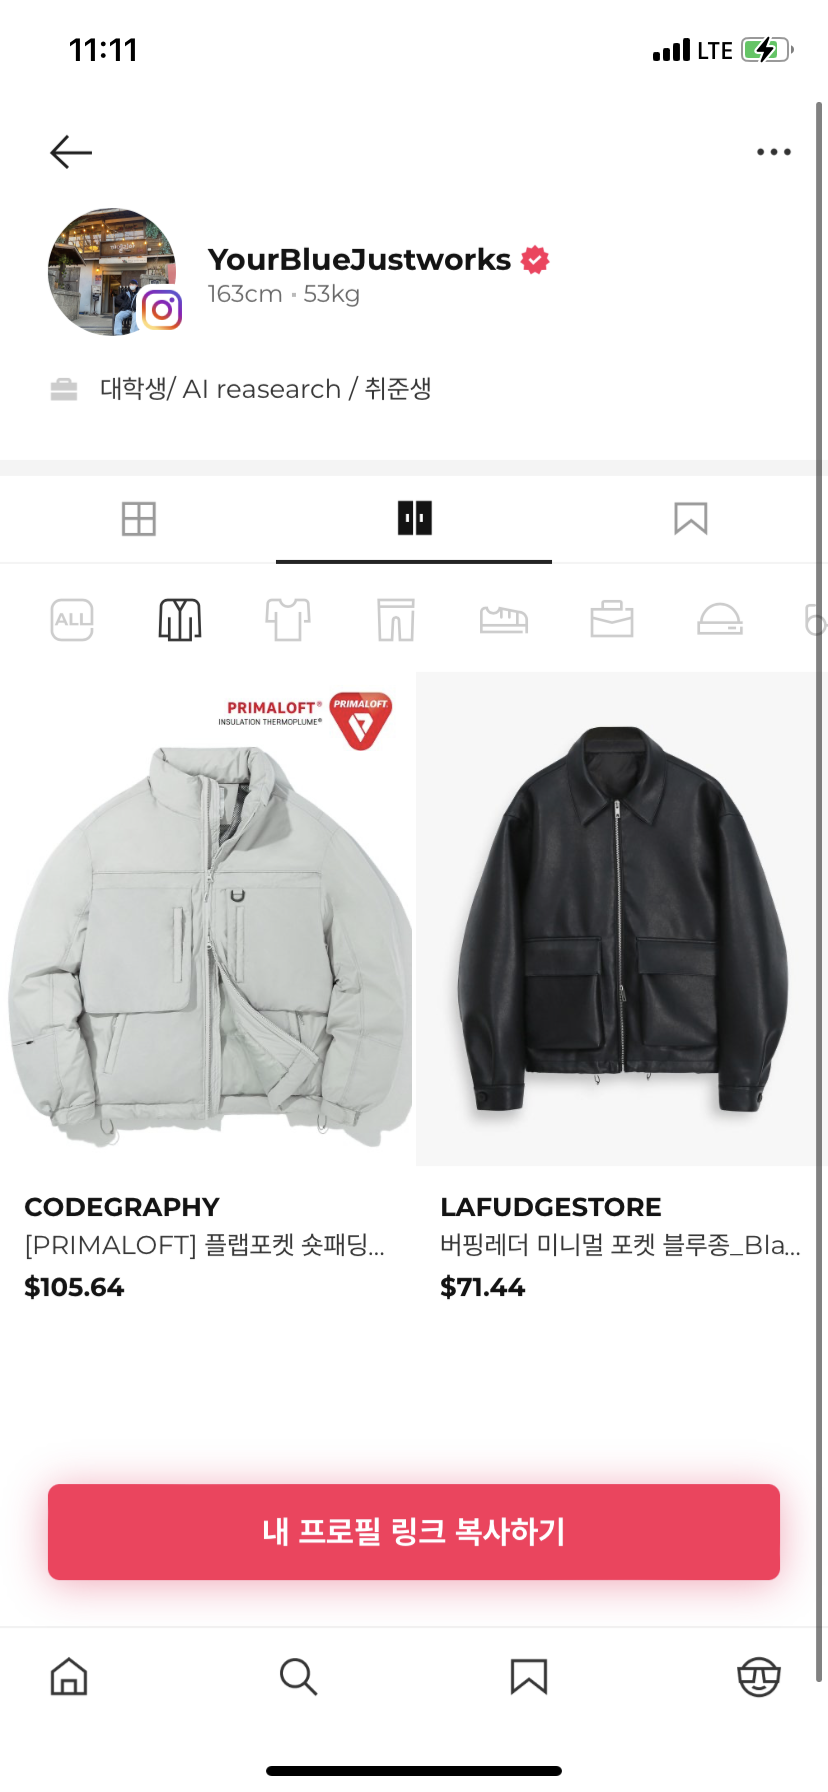 11:11
LTE
YourBlueJustworks
163cm • 53kg
대학생/ AI reasearch / 취준생
ALL
PRIMALOFT®
INSULATION THERMOPLUME®
PRIMALOFT.
CODEGRAPHY
[PRIMALOFT] 플랩포켓 숏패딩...
$105.64
LAFUDGESTORE
버핑레더 미니멀 포켓 블루종_Bla...
$71.44
내 프로필 링크 복사하기